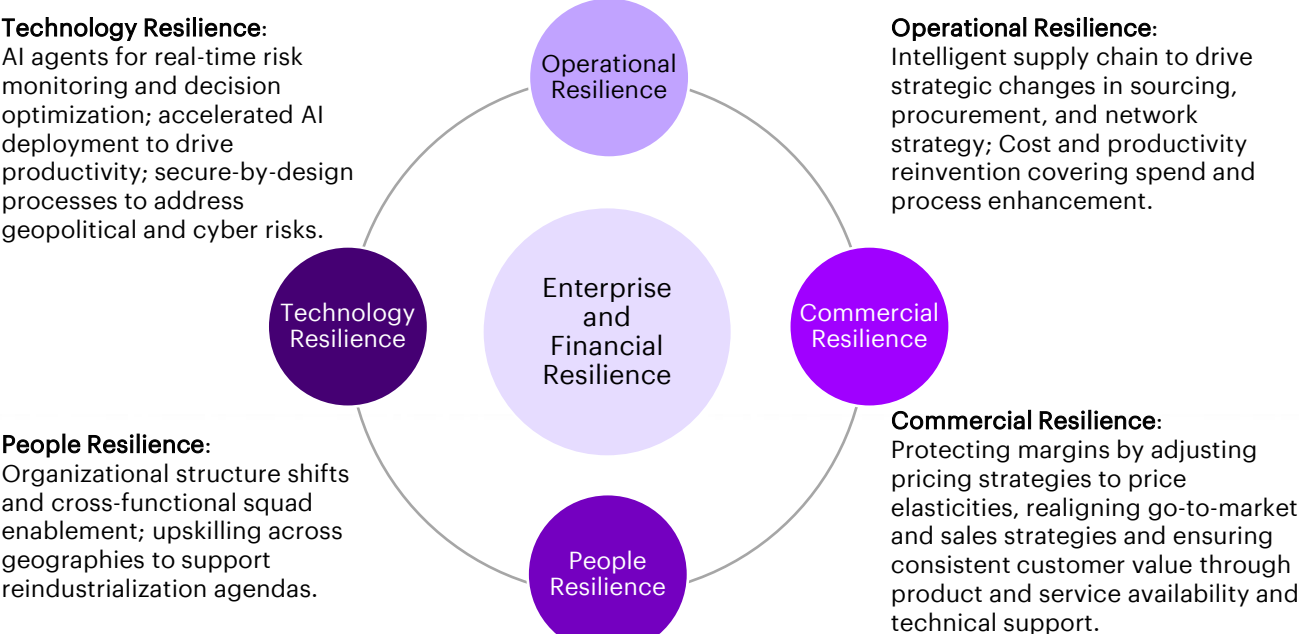 Technology Resilience:
AI agents for real-time risk
monitoring and decision
optimization; accelerated AI
deployment to drive
productivity; secure-by-design
processes to address
geopolitical and cyber risks.
Operational
Resilience
Operational Resilience:
Intelligent supply chain to drive
strategic changes in sourcing,
procurement, and network
strategy; Cost and productivity
reinvention covering spend and
process enhancement.
Technology
Resilience
Enterprise
and
Financial
Resilience
Commercial
Resilience
People Resilience:
Organizational structure shifts
and cross-functional squad
enablement; upskilling across
geographies to support
reindustrialization agendas.
People
Resilience
Commercial Resilience:
Protecting margins by adjusting
pricing strategies to price
elasticities, realigning go-to-market
and sales strategies and ensuring
consistent customer value through
product and service availability and
technical support.